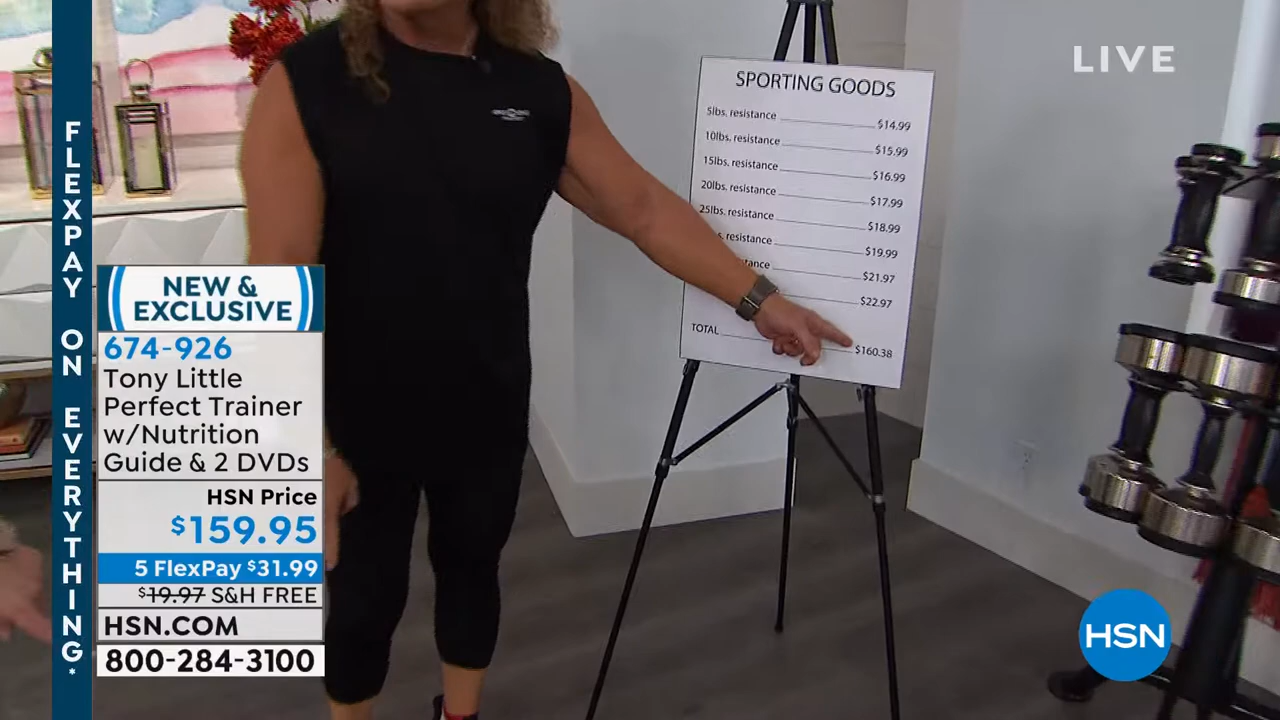 FLEXPAY ON EVERYTHING*
NEW &
EXCLUSIVE
674-926
Tony Little
Perfect Trainer
w/Nutrition
Guide & 2 DVDs
HSN Price
$159.95
5 FlexPay $31.99
$19.97 S&H FREE
HSN.COM
800-284-3100
SPORTING GOODS
5lbs. resistance $14.99
10lbs. resistance $15.99
15lbs. resistance $16.99
20lbs. resistance $17.99
25lbs. resistance $18.99
resistance $19.99
$21.97
$22.97
TOTAL $160.38
LIVE
HSN